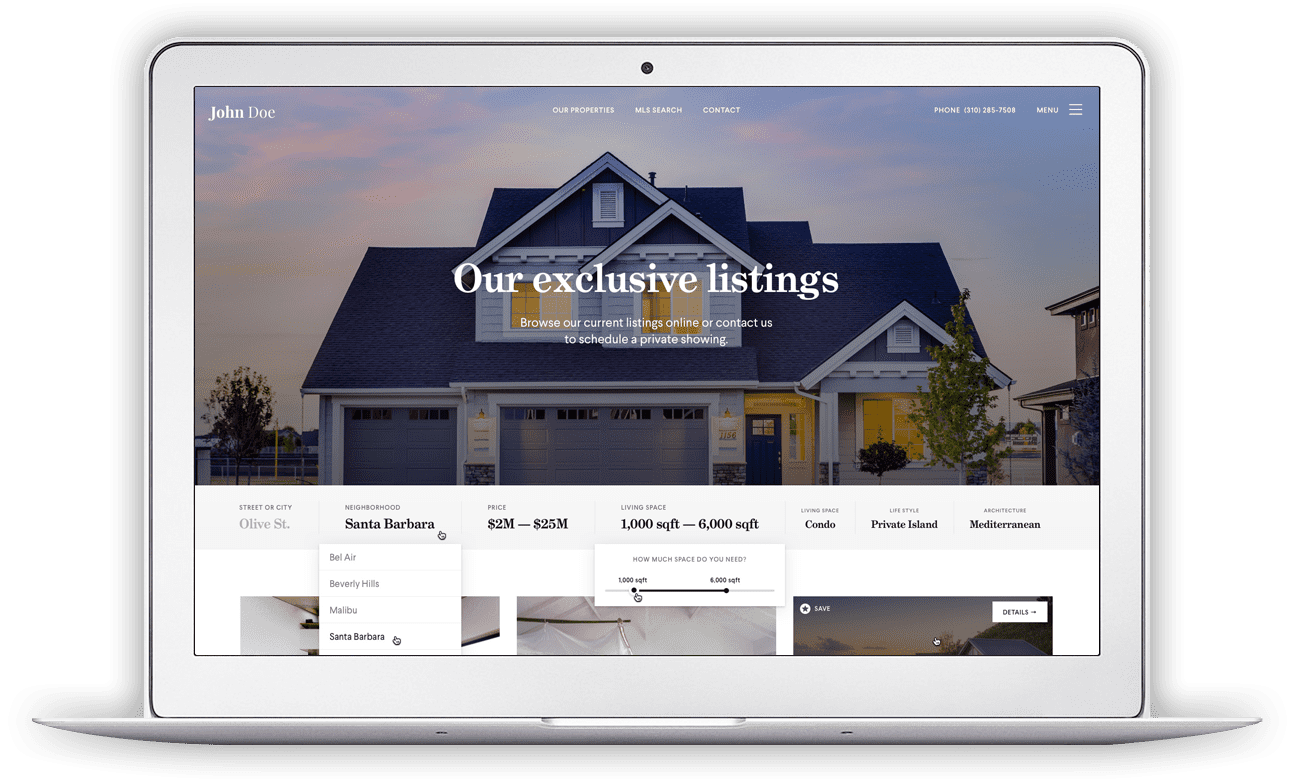 John Doe
OUR PROPERTIES
MLS SEARCH
CONTACT
PHONE (310) 285-7508
MENU
Our exclusive listings
Browse our current listings online or contact us
to schedule a private showing.
1156
STREET OR CITY
Olive St.
NEIGHBORHOOD
Santa Barbara
PRICE
$2M — $25M
LIVING SPACE
1,000 sqft — 6,000 sqft
LIVING SPACE
Condo
LIFE STYLE
Private Island
ARCHITECTURE
Mediterranean
Bel Air
Beverly Hills
Malibu
Santa Barbara
HOW MUCH SPACE DO YOU NEED?
1,000 sqft
6,000 sqft
SAVE
DETAILS →